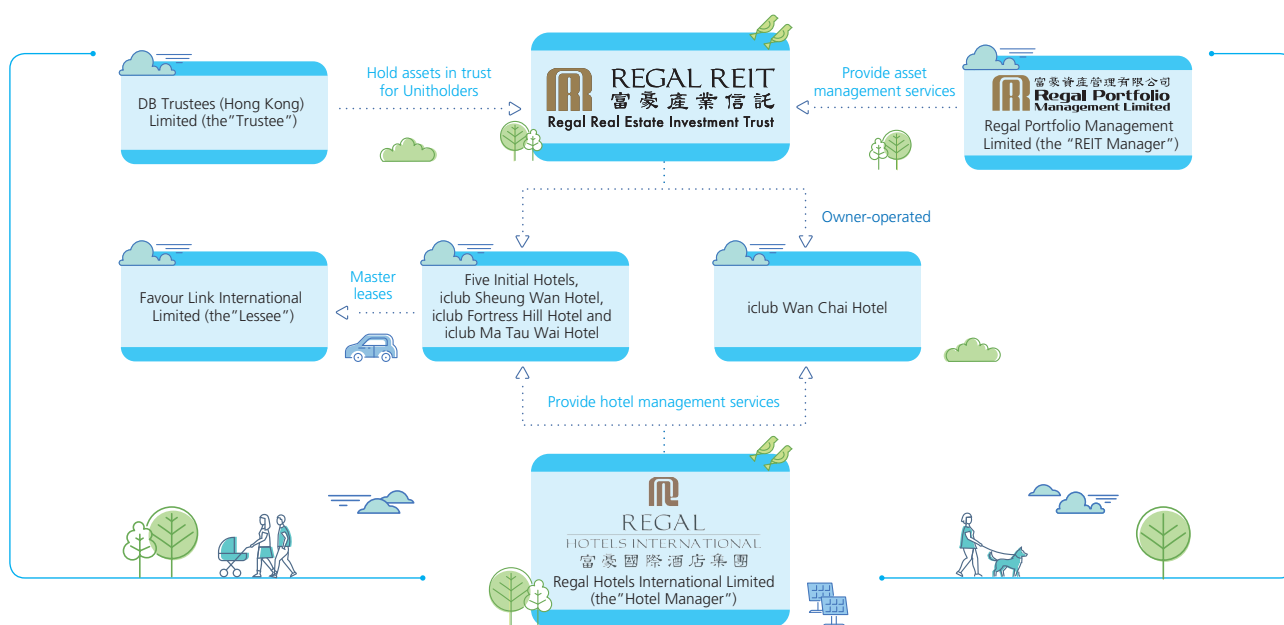 DB Trustees (Hong Kong)
Limited (the"Trustee")
Hold assets in trust
for Unitholders
REGAL REIT
富豪產業信託
Regal Real Estate Investment Trust
Provide asset
management services
富豪資產管理有限公司
Regal Portfolio
Management Limited
Regal Portfolio Management
Limited (the “REIT Manager”)
Owner-operated
Favour Link International
Limited (the"Lessee")
Master
leases
Five Initial Hotels,
iclub Sheung Wan Hotel,
iclub Fortress Hill Hotel and
iclub Ma Tau Wai Hotel
iclub Wan Chai Hotel
Provide hotel management services
REGAL
HOTELS INTERNATIONAL
富豪國際酒店集團
Regal Hotels International Limited
(the"Hotel Manager")